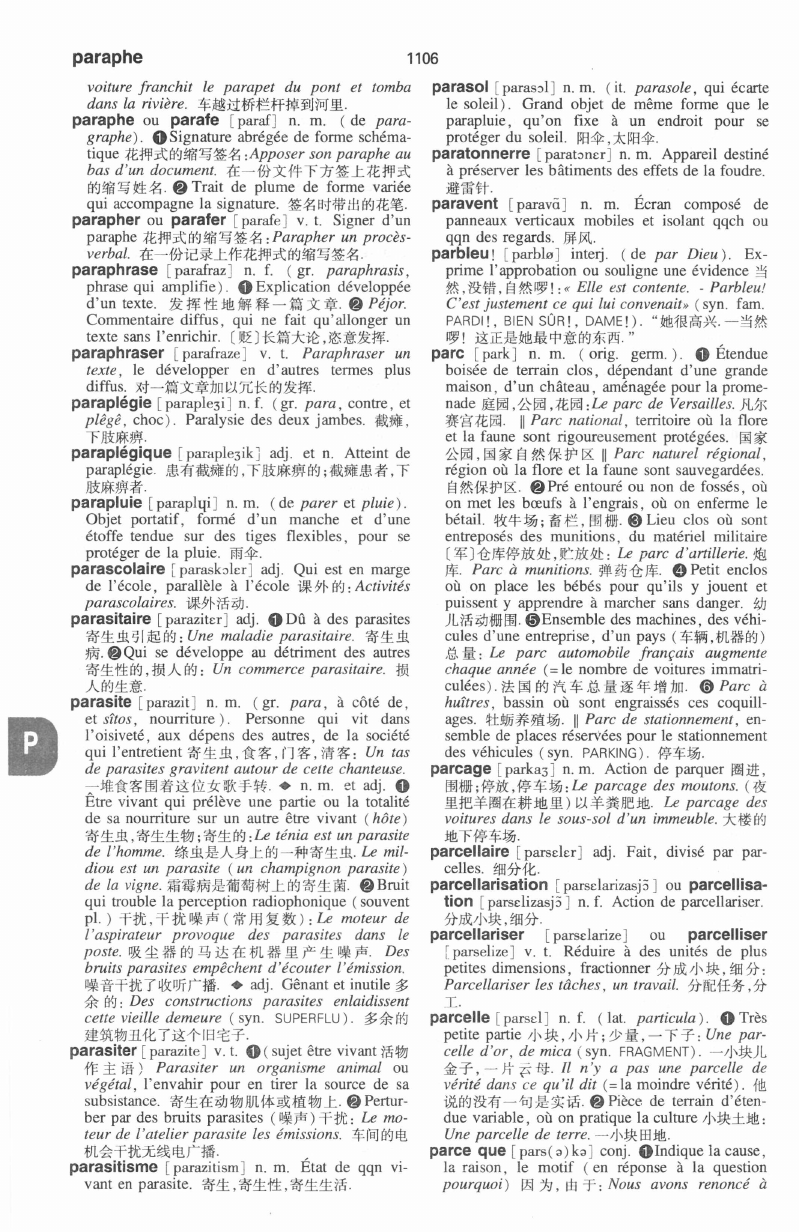 paraphe
1106
voiture franchit le parapet du pont et tomba
dans la rivière. 车越过桥栏杆掉到河里.
paraphe ou parafe [paraf] n. m. (de para-
graphe). ❶Signature abrégée de forme schéma-
tique 花押式的缩写签名:Apposer son paraphe au
bas d'un document. 在一份文件下方签上花押式
的缩写姓名. ❷ Trait de plume de forme variée
qui accompagne la signature. 签名时带出的花笔.
parapher ou parafer [parafe] v. t. Signer d'un
paraphe 花押式的缩写签名:Parapher un procès-
verbal. 在一份记录上作花押式的缩写签名.
paraphrase [parafraz] n. f. (gr. paraphrasis,
phrase qui amplifie). ❶ Explication développée
d'un texte. 发挥性地解释一篇文章. ❷ Péjor.
Commentaire diffus, qui ne fait qu'allonger un
texte sans l'enrichir. 〔贬〕长篇大论,恣意发挥.
paraphraser [parafraze] v. t. Paraphraser un
texte, le développer en d'autres termes plus
diffus. 对一篇文章加以冗长的发挥.
paraplégie [parapleʒi] n. f. (gr. para, contre, et
plêgê, choc). Paralysie des deux jambes. 截瘫,
下肢麻痹.
paraplégique [parapleʒik] adj. et n. Atteint de
paraplégie. 患有截瘫的,下肢麻痹的;截瘫患者,下
肢麻痹者.
parapluie [paraplɥi] n. m. (de parer et pluie).
Objet portatif, formé d'un manche et d'une
étoffe tendue sur des tiges flexibles, pour se
protéger de la pluie. 雨伞.
parascolaire [paraskɔlɛr] adj. Qui est en marge
de l'école, parallèle à l'école 课外的:Activités
parascolaires. 课外活动.
parasitaire [parazitɛr] adj. ❶Dû à des parasites
寄生虫引起的:Une maladie parasitaire. 寄生虫
病.❷Qui se développe au détriment des autres
寄生性的,损人的: Un commerce parasitaire. 损
人的生意.
parasite [parazit] n. m. (gr. para, à côté de,
et sîtos, nourriture). Personne qui vit dans
l'oisiveté, aux dépens des autres, de la société
qui l'entretient 寄生虫,食客,门客,清客: Un tas
de parasites gravitent autour de cette chanteuse.
一堆食客围着这位女歌手转. ◆ n. m. et adj. ❶
Être vivant qui prélève une partie ou la totalité
de sa nourriture sur un autre être vivant (hôte)
寄生虫,寄生生物;寄生的:Le ténia est un parasite
de l'homme. 绦虫是人身上的一种寄生虫. Le mil-
diou est un parasite (un champignon parasite)
de la vigne. 霜霉病是葡萄树上的寄生菌. ❷Bruit
qui trouble la perception radiophonique (souvent
pl.) 干扰,干扰噪声(常用复数):Le moteur de
l'aspirateur provoque des parasites dans le
poste. 吸尘器的马达在机器里产生噪声. Des
bruits parasites empêchent d'écouter l'émission.
噪音干扰了收听广播. ◆ adj. Gênant et inutile 多
余的: Des constructions parasites enlaidissent
cette vieille demeure (syn. SUPERFLU). 多余的
建筑物丑化了这个旧宅子.
parasiter [parazite] v. t. ❶(sujet être vivant 活物
作主语) Parasiter un organisme animal ou
végétal, l'envahir pour en tirer la source de sa
subsistance. 寄生在动物肌体或植物上. ❷Pertur-
ber par des bruits parasites (噪声)干扰: Le mo-
teur de l'atelier parasite les émissions. 车间的电
机会干扰无线电广播.
parasitisme [parazitism] n. m. État de qqn vi-
vant en parasite. 寄生,寄生性,寄生生活.
parasol [parasɔl] n. m. (it. parasole, qui écarte
le soleil). Grand objet de même forme que le
parapluie, qu'on fixe à un endroit pour se
protéger du soleil. 阳伞,太阳伞.
paratonnerre [paratɔnɛr] n. m. Appareil destiné
à préserver les bâtiments des effets de la foudre.
避雷针.
paravent [paravɑ̃] n. m. Écran composé de
panneaux verticaux mobiles et isolant qqch ou
qqn des regards. 屏风.
parbleu! [parblø] interj. (de par Dieu). Ex-
prime l'approbation ou souligne une évidence 当
然,没错,自然啰!:« Elle est contente. - Parbleu!
C'est justement ce qui lui convenait» (syn. fam.
PARDI!, BIEN SÛR!, DAME!). “她很高兴.—当然
啰! 这正是她最中意的东西.”
parc [park] n. m. (orig. germ.). ❶ Étendue
boisée de terrain clos, dépendant d'une grande
maison, d'un château, aménagée pour la prome-
nade 庭园,公园,花园:Le parc de Versailles. 凡尔
赛宫花园. ‖ Parc national, territoire où la flore
et la faune sont rigoureusement protégées. 国家
公园,国家自然保护区 ‖ Parc naturel régional,
région où la flore et la faune sont sauvegardées.
自然保护区. ❷Pré entouré ou non de fossés, où
on met les bœufs à l'engrais, où on enferme le
bétail. 牧牛场;畜栏,围栅. ❸ Lieu clos où sont
entreposés des munitions, du matériel militaire
〔军〕仓库停放处,贮放处: Le parc d'artillerie. 炮
库. Parc à munitions. 弹药仓库. ❹ Petit enclos
où on place les bébés pour qu'ils y jouent et
puissent y apprendre à marcher sans danger. 幼
儿活动栅围. ❺Ensemble des machines, des véhi-
cules d'une entreprise, d'un pays (车辆,机器的)
总量: Le parc automobile français augmente
chaque année (= le nombre de voitures immatri-
culées).法国的汽车总量逐年增加. ❻ Parc à
huîtres, bassin où sont engraissés ces coquill-
ages. 牡蛎养殖场. ‖ Parc de stationnement, en-
semble de places réservées pour le stationnement
des véhicules (syn. PARKING). 停车场.
parcage [parkaʒ] n. m. Action de parquer 圈进,
围栅;停放,停车场:Le parcage des moutons. (夜
里把羊圈在耕地里)以羊粪肥地. Le parcage des
voitures dans le sous-sol d'un immeuble. 大楼的
地下停车场.
parcellaire [parsɛlɛr] adj. Fait, divisé par par-
celles. 细分化.
parcellarisation [parsɛlarizasjɔ̃] ou parcellisa-
tion [parsɛlizasjɔ̃] n. f. Action de parcellariser.
分成小块,细分.
parcellariser [parsɛlarize] ou parcelliser
[parsɛlize] v. t. Réduire à des unités de plus
petites dimensions, fractionner 分成小块,细分:
Parcellariser les tâches, un travail. 分配任务,分
工.
parcelle [parsɛl] n. f. (lat. particula). ❶ Très
petite partie 小块,小片;少量,一下子: Une par-
celle d'or, de mica (syn. FRAGMENT). 一小块儿
金子,一片云母. Il n'y a pas une parcelle de
vérité dans ce qu'il dit (= la moindre vérité). 他
说的没有一句是实话. ❷ Pièce de terrain d'éten-
due variable, où on pratique la culture 小块土地:
Une parcelle de terre. 一小块田地.
parce que [pars(ə)kə] conj. ❶Indique la cause,
la raison, le motif (en réponse à la question
pourquoi) 因为,由于: Nous avons renoncé à
P